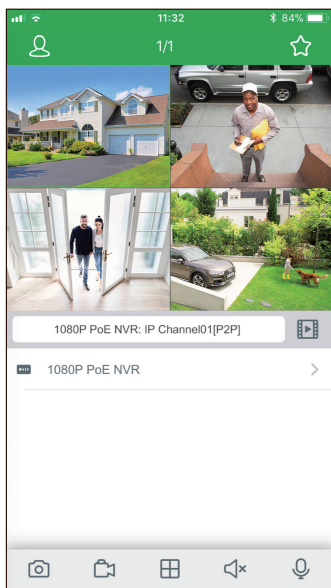 11:32
84%
1/1
1080P PoE NVR: IP Channel01[P2P]
1080P PoE NVR